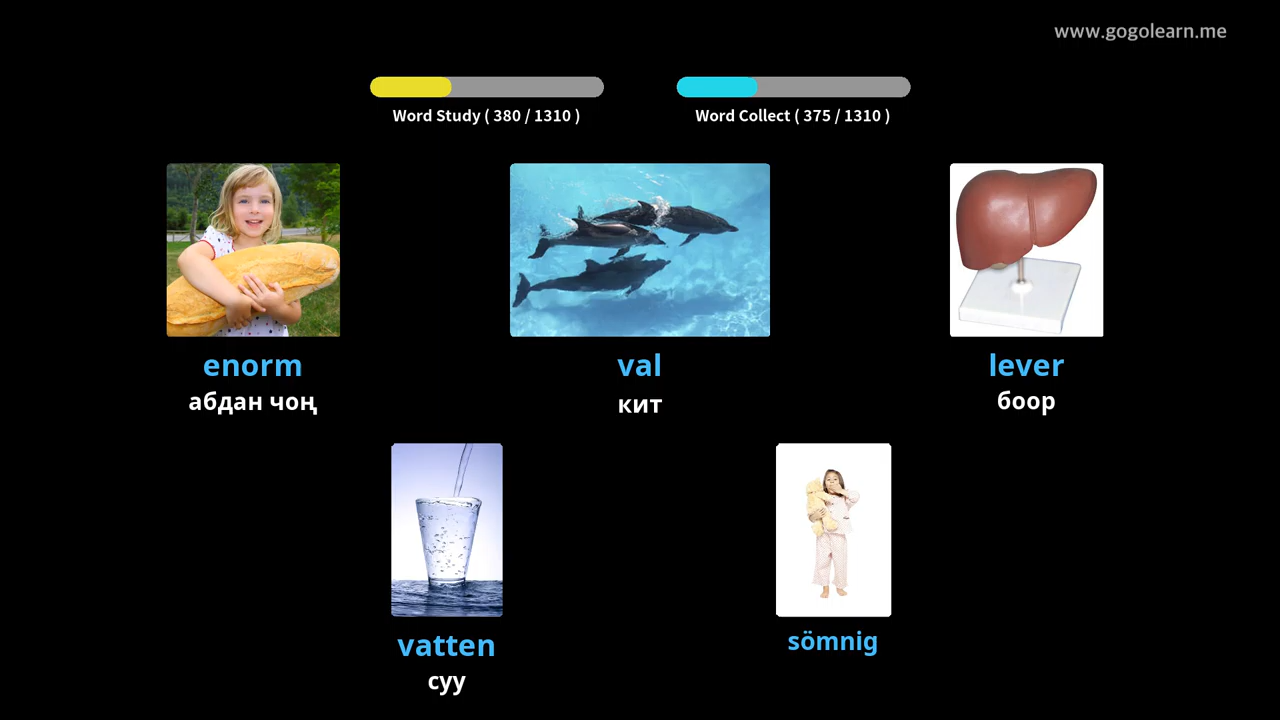 www.gogolearn.me
Word Study ( 380 / 1310 )
Word Collect ( 375 / 1310 )
enorm
абдан чоң
val
кит
lever
боор
vatten
суу
sömnig